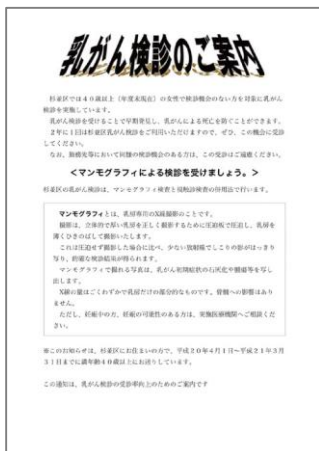 乳がん検診のご案内
杉並区では４０歳以上（年度末現在）の女性で検診機会のない方を対象に乳がん
検診を実施しています。
乳がん検診を受けることで早期発見し、乳がんによる死亡を防ぐことができます。
２年に１回は杉並区乳がん検診をご利用いただけますので、ぜひ、この機会に受診
してください。
なお、勤務先等において同様の検診機会のある方は、この受診はご遠慮ください。
＜マンモグラフィによる検診を受けましょう。＞
杉並区の乳がん検診は、マンモグラフィ検査と視触診検査の併用法で行います。
マンモグラフィとは、乳房専用のX線撮影のことです。
撮影は、立体的で厚い乳房を正しく撮影するために圧迫板で圧迫し、乳房を
薄くひきのばして撮影いたします。
これは圧迫せず撮影した場合に比べ、少ない放射線でしこりの影がはっきり
写り、的確な検診結果が得られます。
マンモグラフィで撮れる写真は、乳がん初期症状の石灰化や腫瘤等を写し
出します。
X線の量はごくわずかで乳房だけの部分的なものです。骨髄への影響はあり
ません。
ただし、妊娠中の方、妊娠の可能性のある方は、実施医療機関へご相談くだ
さい。
※このお知らせは、杉並区にお住まいの方で、平成２０年４月１日～平成２１年３月
３１日までに満年齢４０歳以上にお送りしています。
この通知は、乳がん検診の受診率向上のためのご案内です